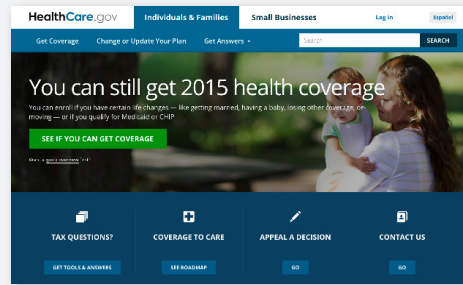 HealthCare.gov
Individuals & Families
Small Businesses
Log in
Español
Get Coverage
Change or Update Your Plan
Get Answers
Search
SEARCH
You can still get 2015 health coverage
You can enroll if you have certain life changes — like getting married, having a baby, losing other coverage, or
moving — or if you qualify for Medicaid or CHIP
SEE IF YOU CAN GET COVERAGE
quick overview
TAX QUESTIONS?
COVERAGE TO CARE
APPEAL A DECISION
CONTACT US
GET TOOLS & ANSWERS
SEE ROADMAP
GO
GO